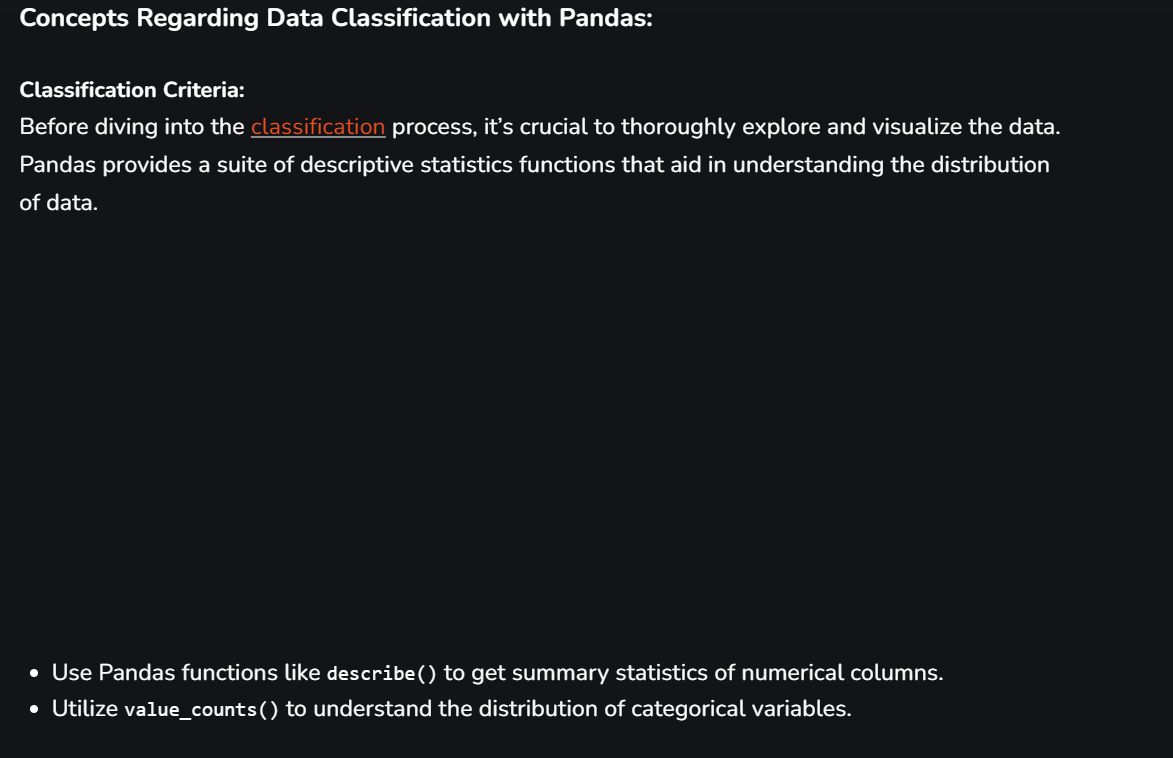 Concepts Regarding Data Classification with Pandas:
Classification Criteria:
Before diving into the classification process, it’s crucial to thoroughly explore and visualize the data.
Pandas provides a suite of descriptive statistics functions that aid in understanding the distribution
of data.
• Use Pandas functions like describe() to get summary statistics of numerical columns.
• Utilize value_counts() to understand the distribution of categorical variables.